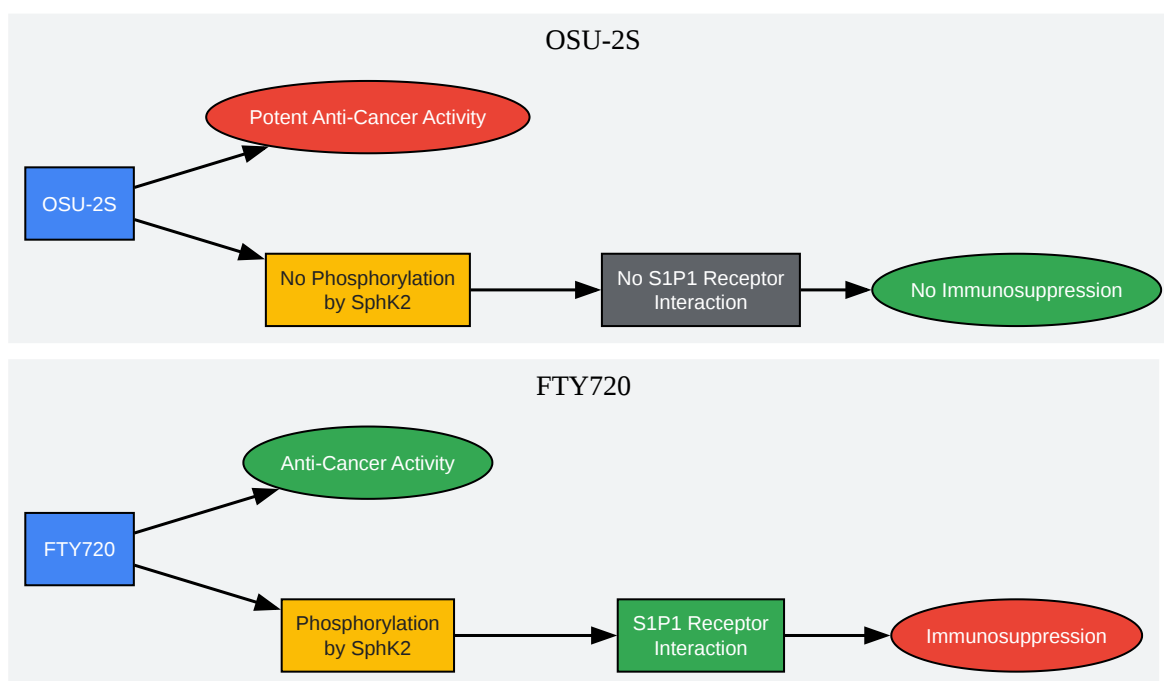 OSU-2S
Potent Anti-Cancer Activity
OSU-2S
No Phosphorylation
by SphK2
No S1P1 Receptor
Interaction
No Immunosuppression
FTY720
Anti-Cancer Activity
FTY720
Phosphorylation
by SphK2
S1P1 Receptor
Interaction
Immunosuppression